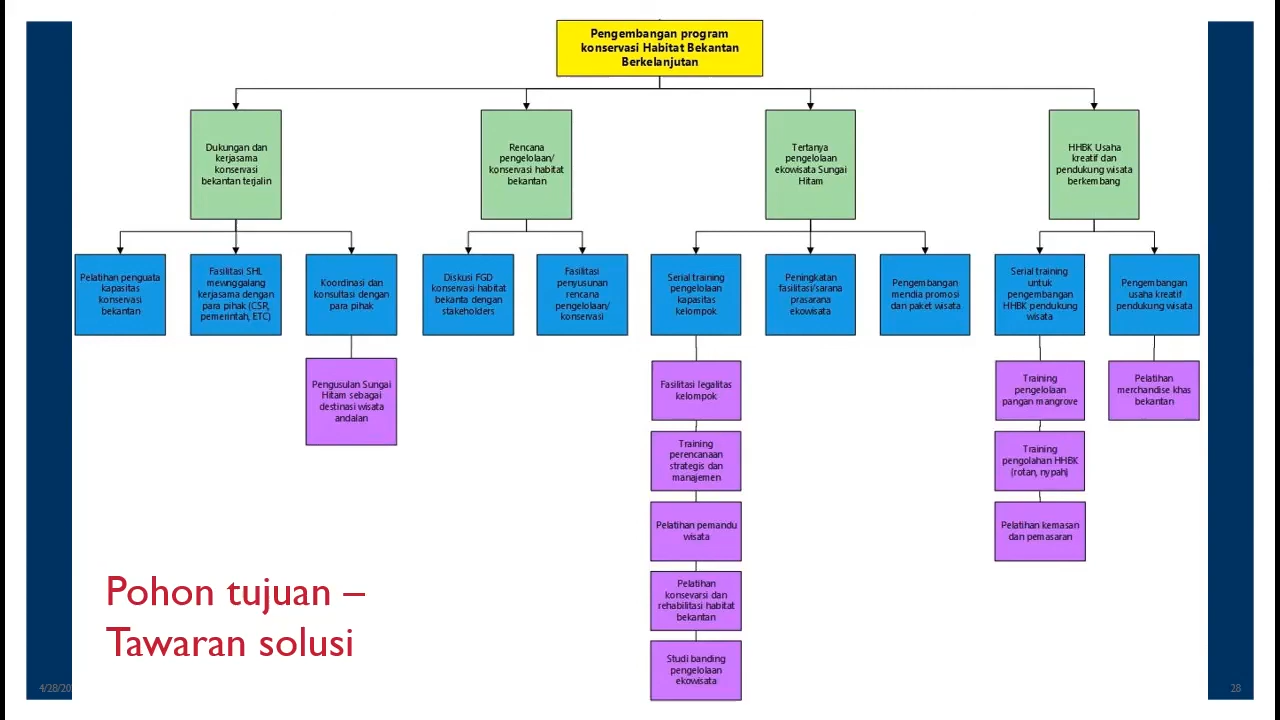 Pengembangan program
konservasi Habitat Bekantan
Berkelanjutan
Dukungan dan
kerjasama
konservasi
bekantan terjalin
Rencana
pengelolaan/
konservasi habitat
bekantan
Tertanya
pengelolaan
ekowisata Sungai
Hitam
HHBK Usaha
kreatif dan
pendukung wisata
berkembang
Pelatihan penguata
kapasitas
konservasi
bekantan
Fasilitasi SHL
mewnggalang
kerjasama dengan
para pihak (CSR,
pemerintah, ETC)
Koordinasi dan
konsultasi dengan
para pihak
Diskusi FGD
konservasi habitat
bekanta dengan
stakeholders
Fasilitasi
penyusunan
rencana
pengelolaan/
konservasi
Serial training
pengelolaan
kapasitas
kelompok
Peningkatan
fasilitasi/sarana
prasarana
ekowisata
Pengembangan
mendia promosi
dan paket wisata
Serial training
untuk
pengembangan
HHBK pendukung
wisata
Pengembangan
usaha kreatif
pendukung wisata
Pengusulan Sungai
Hitam sebagai
destinasi wisata
andalan
Fasilitasi legalitas
kelompok
Training
pengelolaan
pangan mangrove
Pelatihan
merchandise khas
bekantan
Training
perencanaan
strategis dan
manajemen
Training
pengolahan HHBK
(rotan, nypah)
Pelatihan pemandu
wisata
Pelatihan kemasan
dan pemasaran
Pelatihan
konsevarsi dan
rehabilitasi habitat
bekantan
Studi banding
pengelolaan
ekowisata
Pohon tujuan –
Tawaran solusi
4/28/20
28